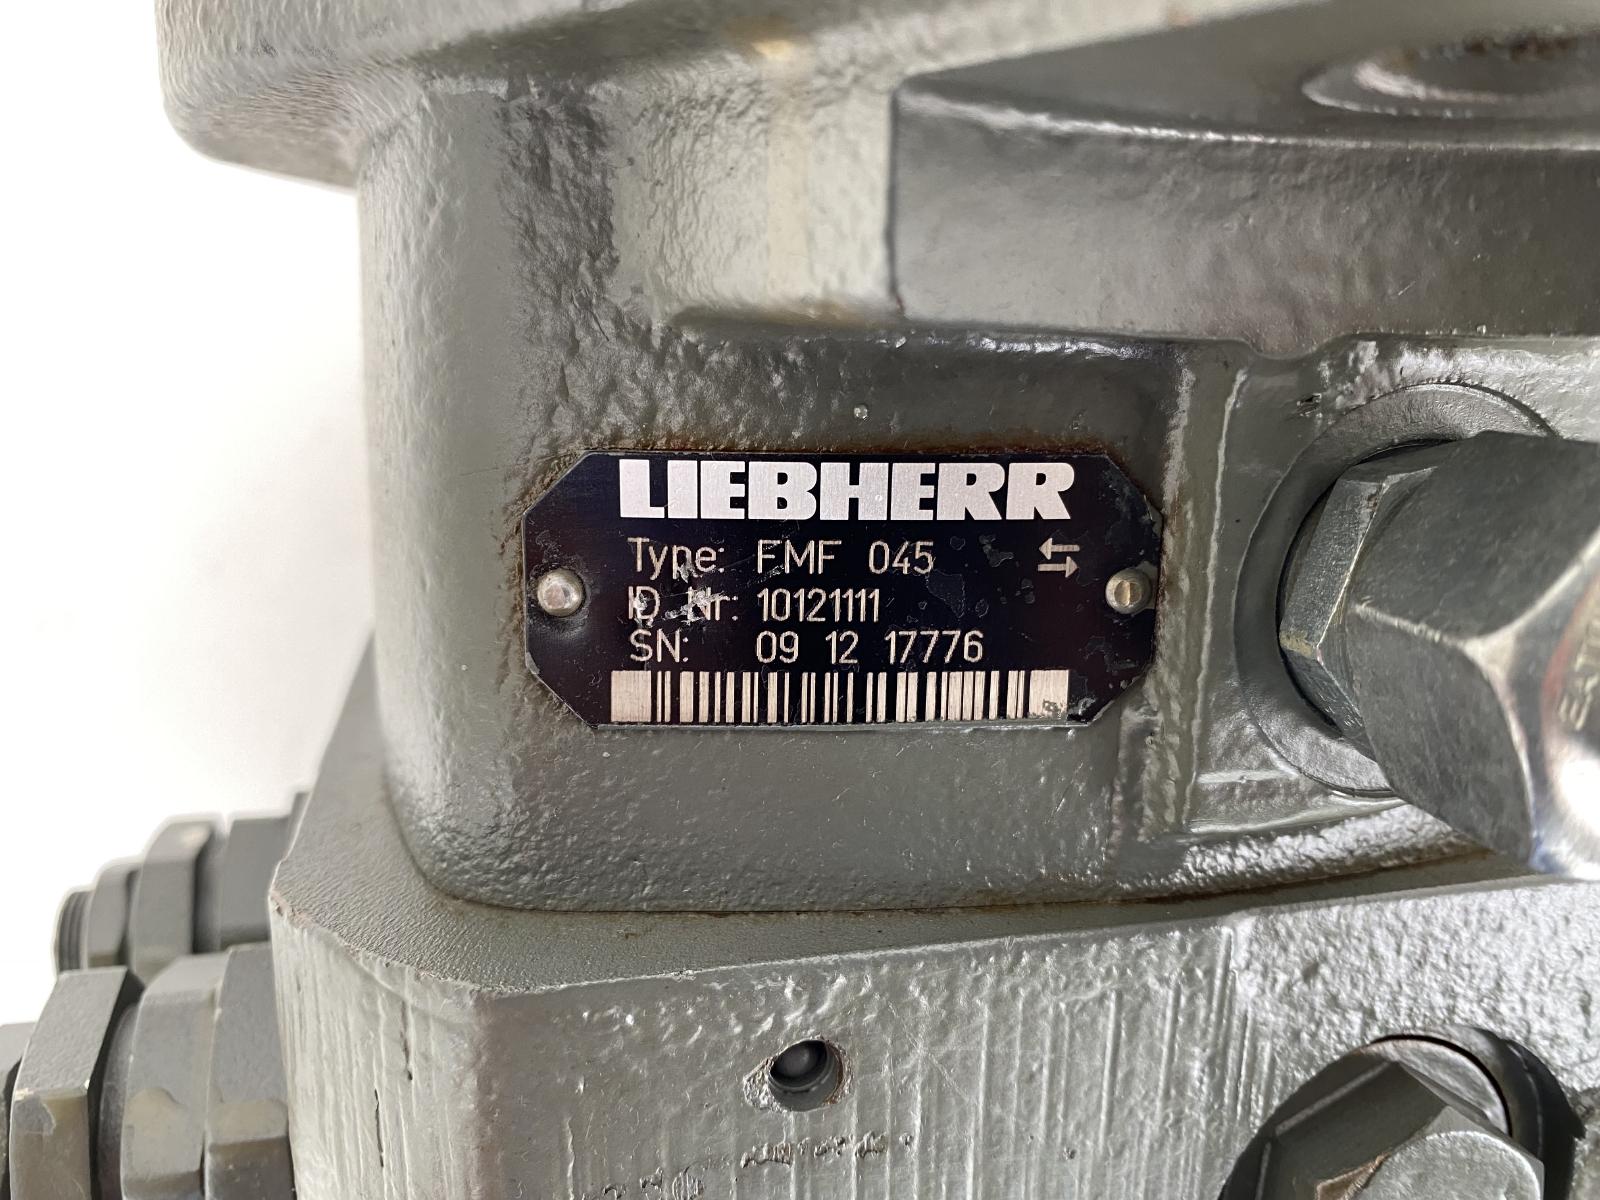 LIEBHERR
Type: FMF 045
ID. Nr: 10121111
SN: 09 12 17776